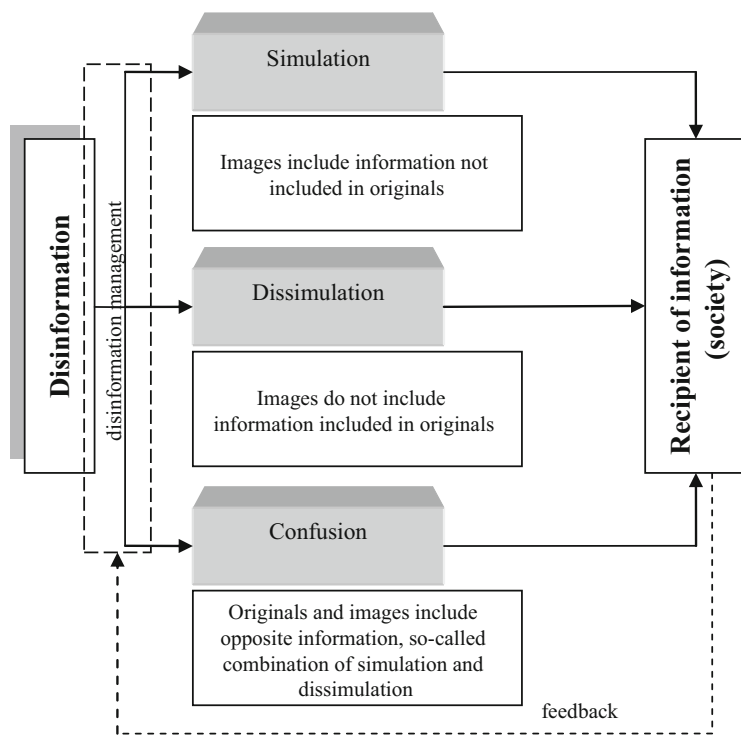 Disinformation
disinformation management
Simulation
Images include information not
included in originals
Dissimulation
Images do not include
information included in originals
Confusion
Originals and images include
opposite information, so-called
combination of simulation and
dissimulation
Recipient of information
(society)
feedback